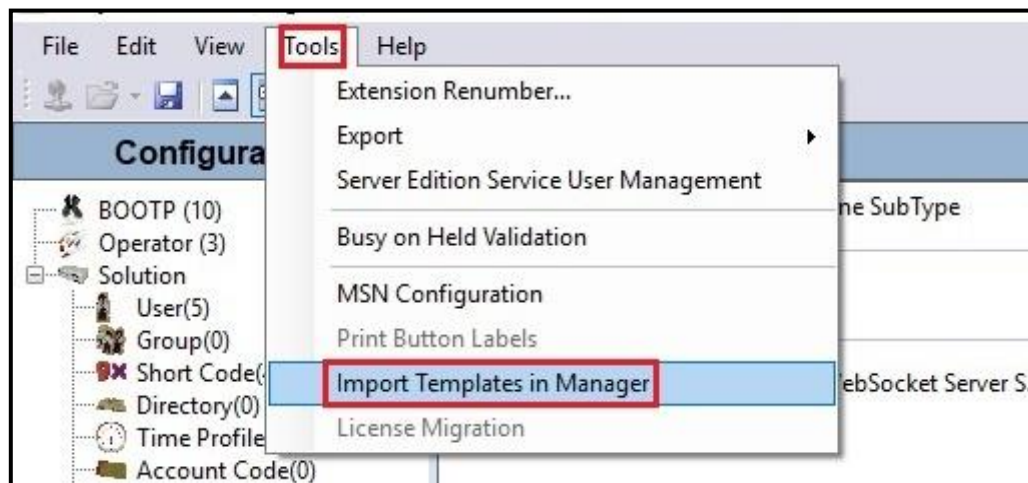 File Edit View Tools Help
Extension Renumber...
Export
Configura
Server Edition Service User Management
BOOTP (10)
ne SubType
Operator (3)
Busy on Held Validation
Solution
MSN Configuration
User(5)
Group(0)
Print Button Labels
Short Code(
Import Templates in Manager
ebSocket Server S
Directory(0)
Time Profile
License Migration
Account Code(0)